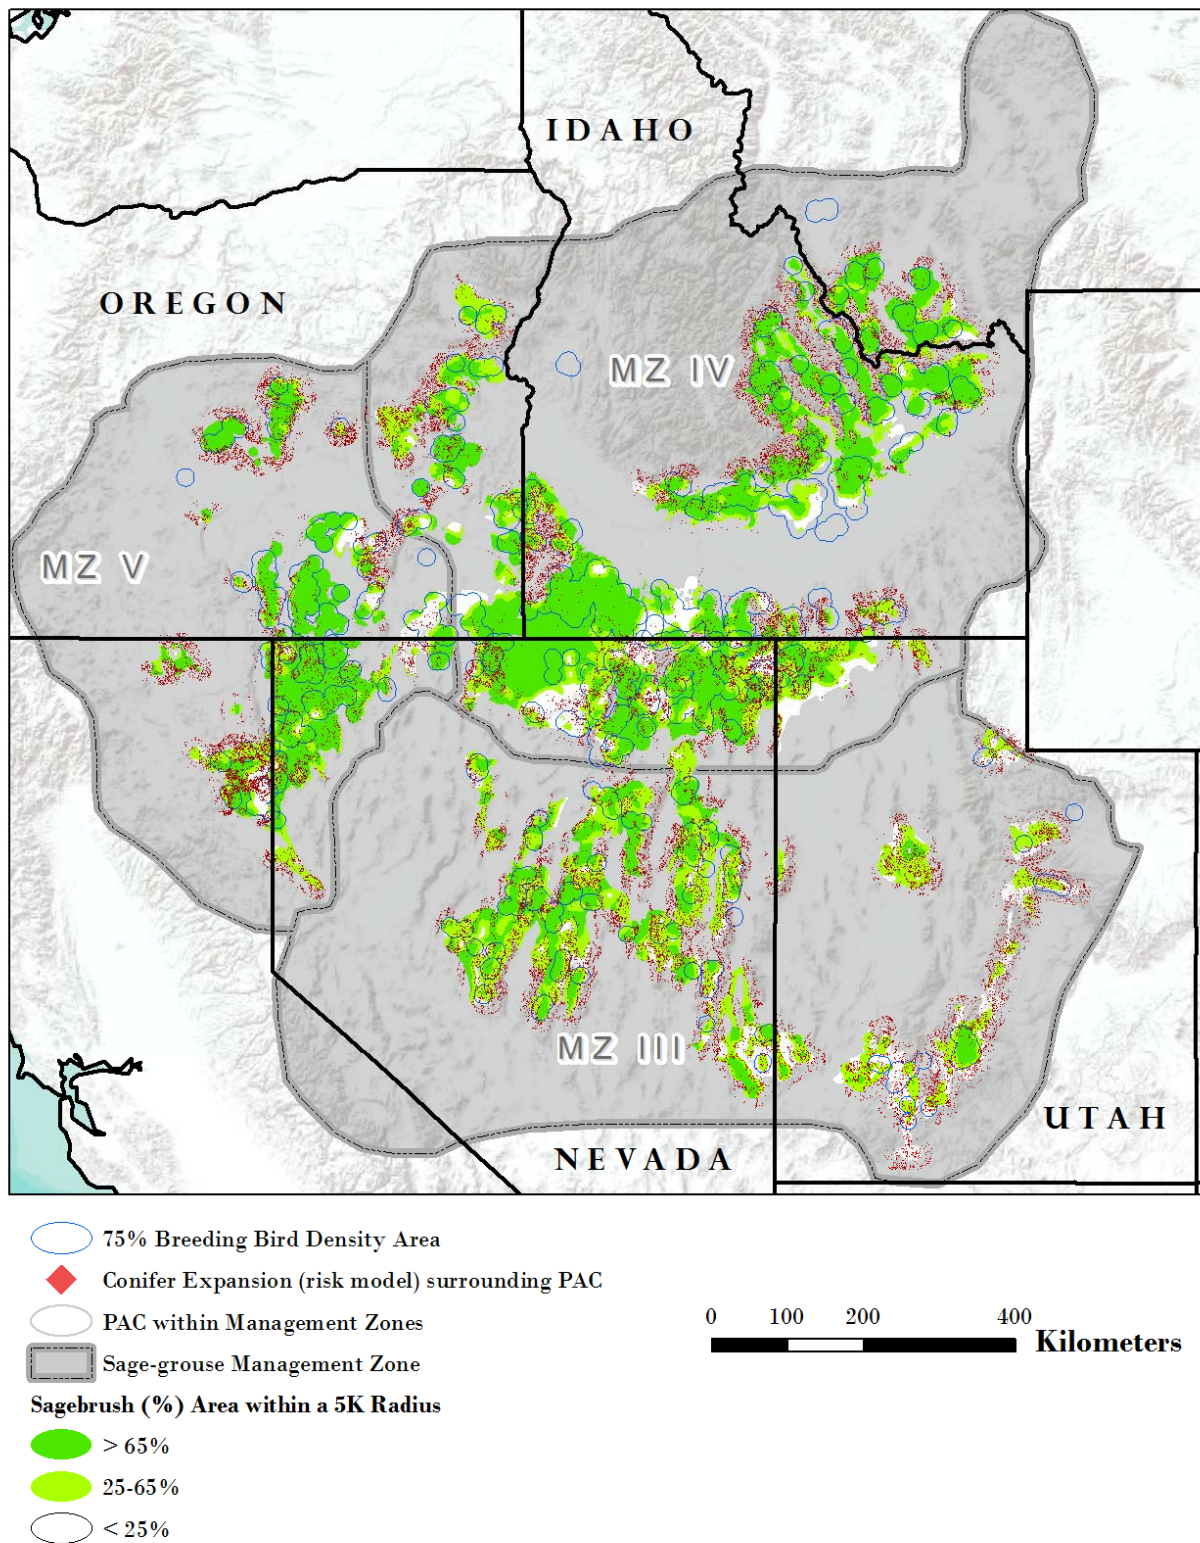 IDAHO
OREGON
MZ IV
MZ V
MZ III
UTAH
NEVADA
75% Breeding Bird Density Area
Conifer Expansion (risk model) surrounding PAC
PAC within Management Zones
Sage-grouse Management Zone
Sagebrush (%) Area within a 5K Radius
> 65%
25-65%
< 25%
0 100 200 400
Kilometers